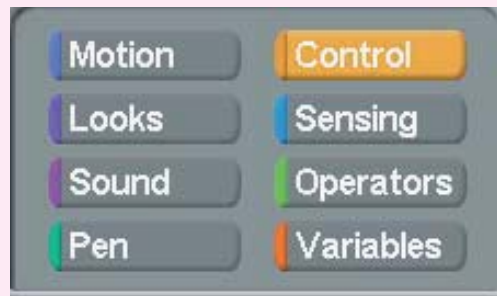 Motion Control
Looks Sensing
Sound Operators
Pen Variables